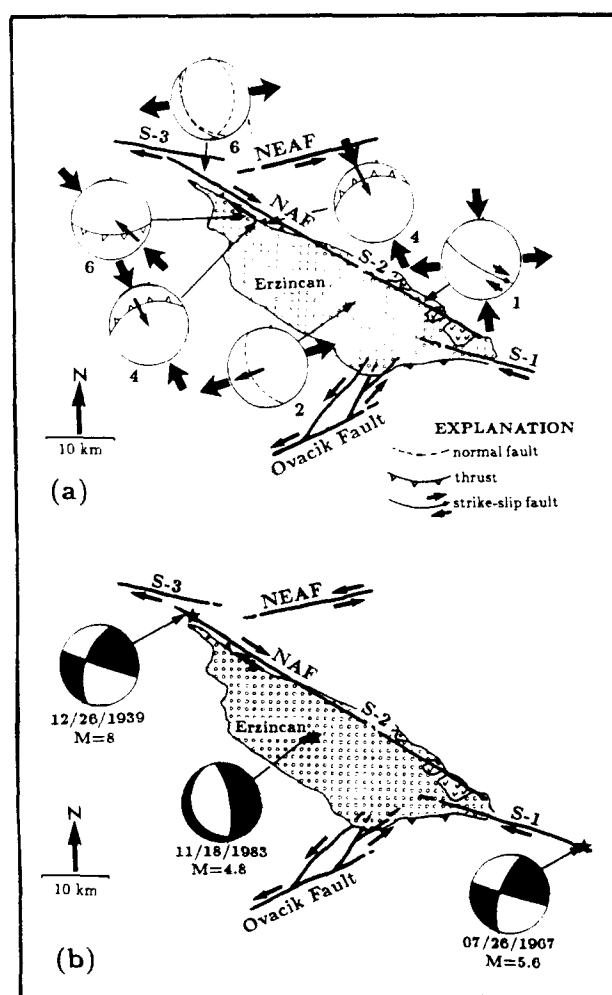 6
S-3
NEAF
NAF
4
6
Erzincan
S-2
1
4
2
S-1
N
10 km
Ovacik Fault
EXPLANATION
normal fault
thrust
strike-slip fault
(a)
S-3
NEAF
NAF
12/26/1939
M=8
Erzincan
S-2
S-1
11/18/1983
M=4.8
N
10 km
Ovacik Fault
07/26/1967
M=5.6
(b)